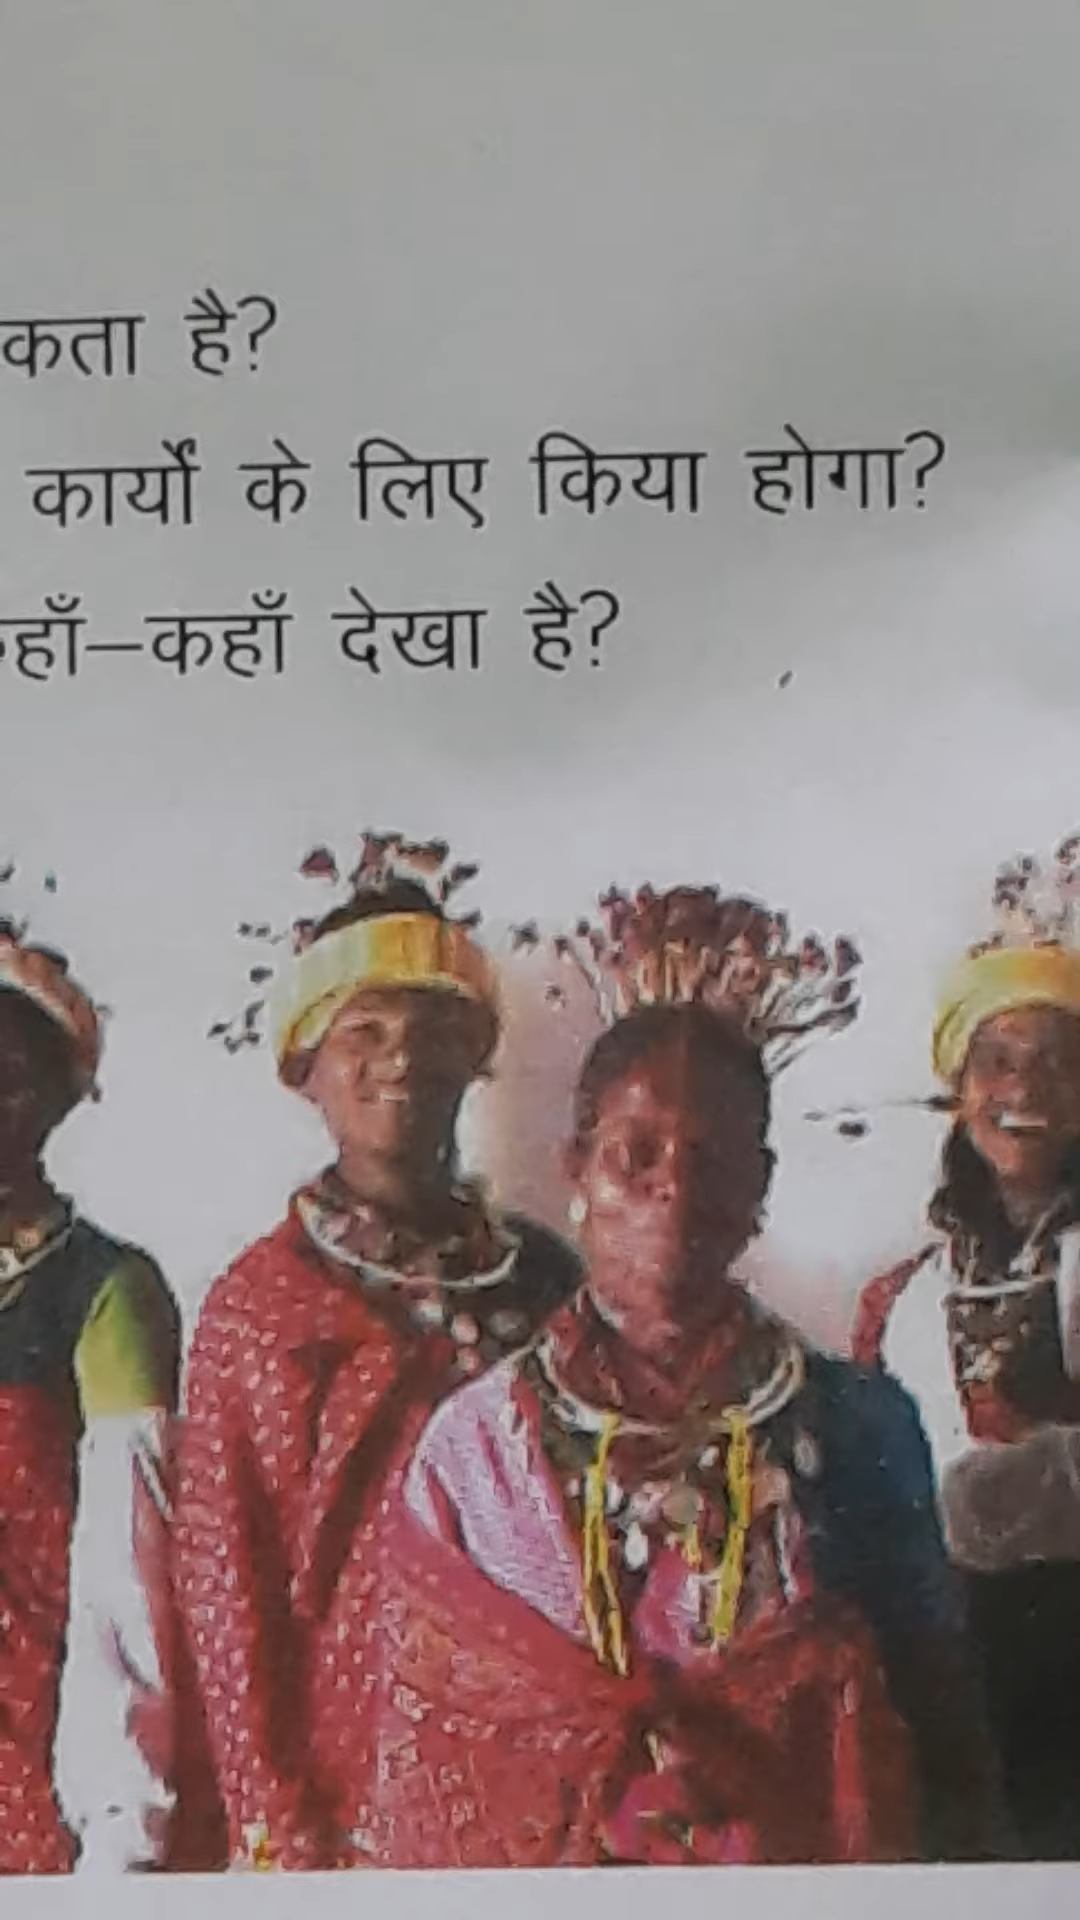 कता है?
कार्यों के लिए किया होगा?
हाँ–कहाँ देखा है?